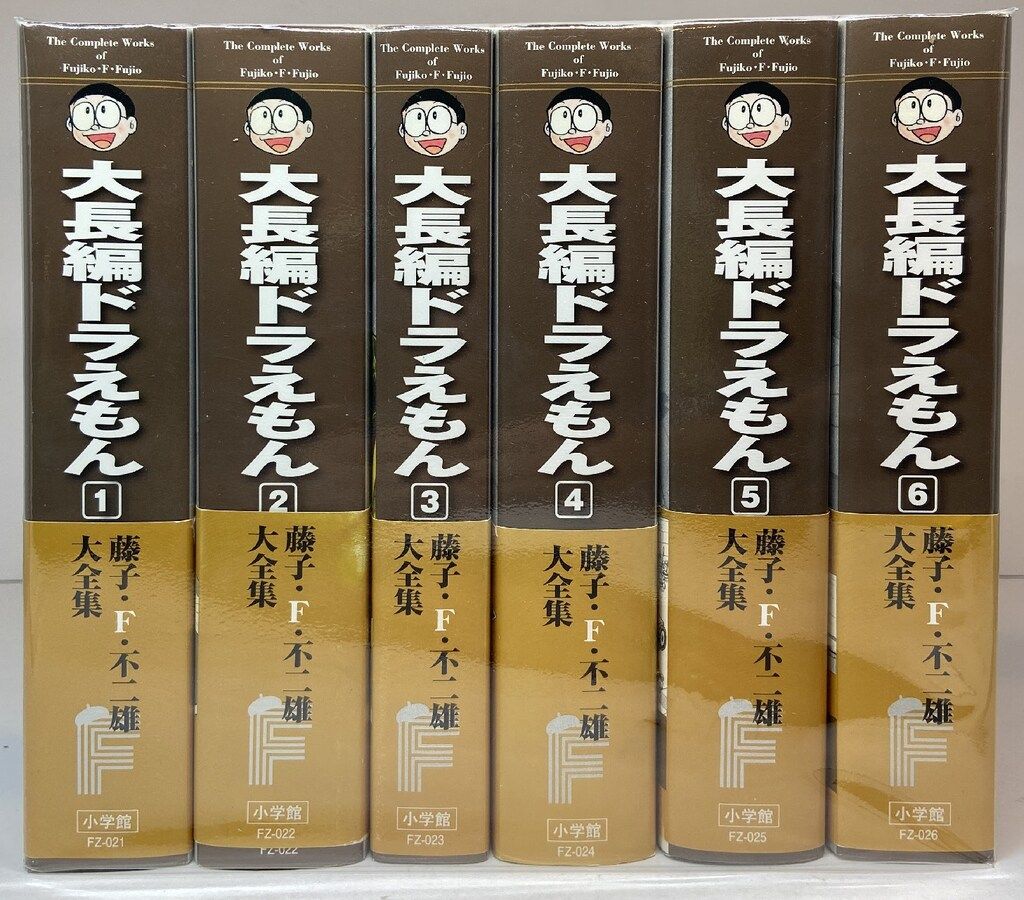 The Complete Works
of
Fujiko・F・Fujio
大長編ドラえもん
1
藤子・F・不二雄
大全集
小学館
FZ-021
The Complete Works
of
Fujiko・F・Fujio
大長編ドラえもん
2
藤子・F・不二雄
大全集
小学館
FZ-022
FZ-022
The Complete Works
of
Fujiko・F・Fujio
大長編ドラえもん
3
藤子・F・不二雄
大全集
小学館
FZ-023
The Complete Works
of
Fujiko・F・Fujio
大長編ドラえもん
4
藤子・F・不二雄
大全集
小学館
FZ-024
The Complete Works
of
Fujiko・F・Fujio
大長編ドラえもん
5
藤子・F・不二雄
大全集
小学館
FZ-025
The Complete Works
of
Fujiko・F・Fujio
大長編ドラえもん
6
藤子・F・不二雄
大全集
小学館
FZ-026